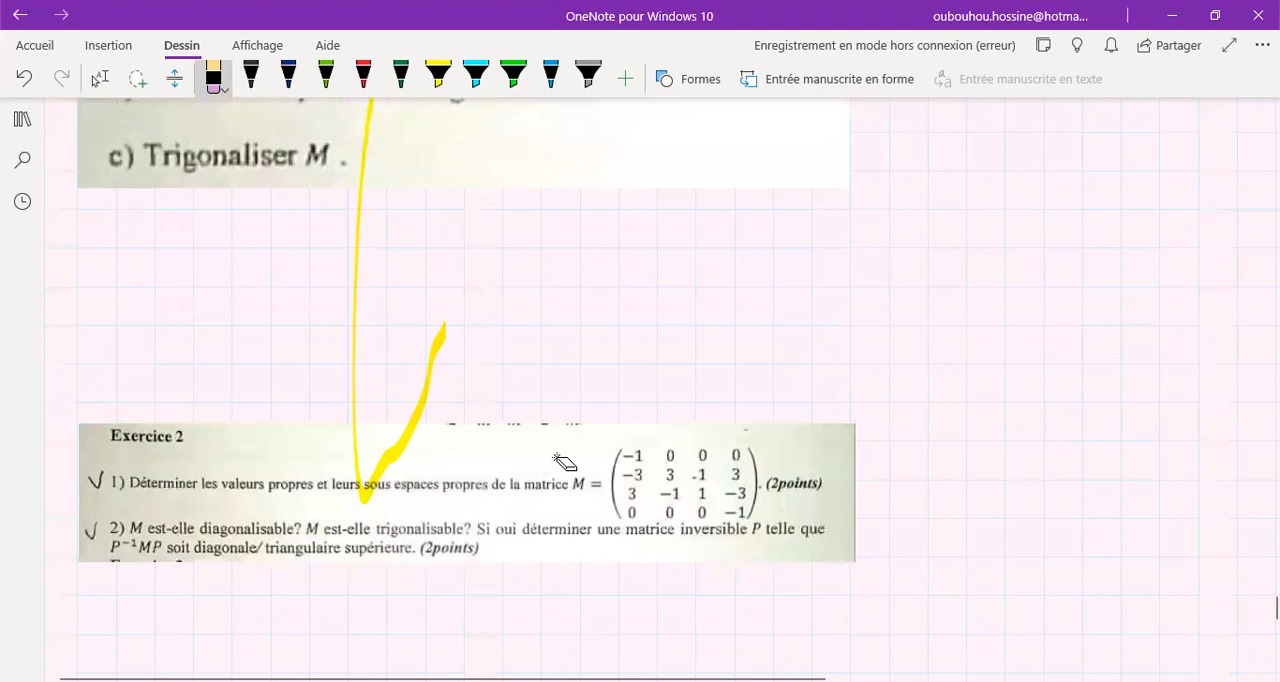 OneNote pour Windows 10
oubouhou.hossine@hotma...
Accueil Insertion Dessin Affichage Aide
Enregistrement en mode hors connexion (erreur)
Partager
Formes
Entrée manuscrite en forme
Entrée manuscrite en texte
c) Trigonaliser M .
Exercice 2
1) Déterminer les valeurs propres et leurs sous espaces propres de la matrice M = (2points)
−1 0 0 0
−3 3 -1 3
3 −1 1 −3
0 0 0 −1
2) M est-elle diagonalisable? M est-elle trigonalisable? Si oui déterminer une matrice inversible P telle que
P⁻¹MP soit diagonale/ triangulaire supérieure. (2points)